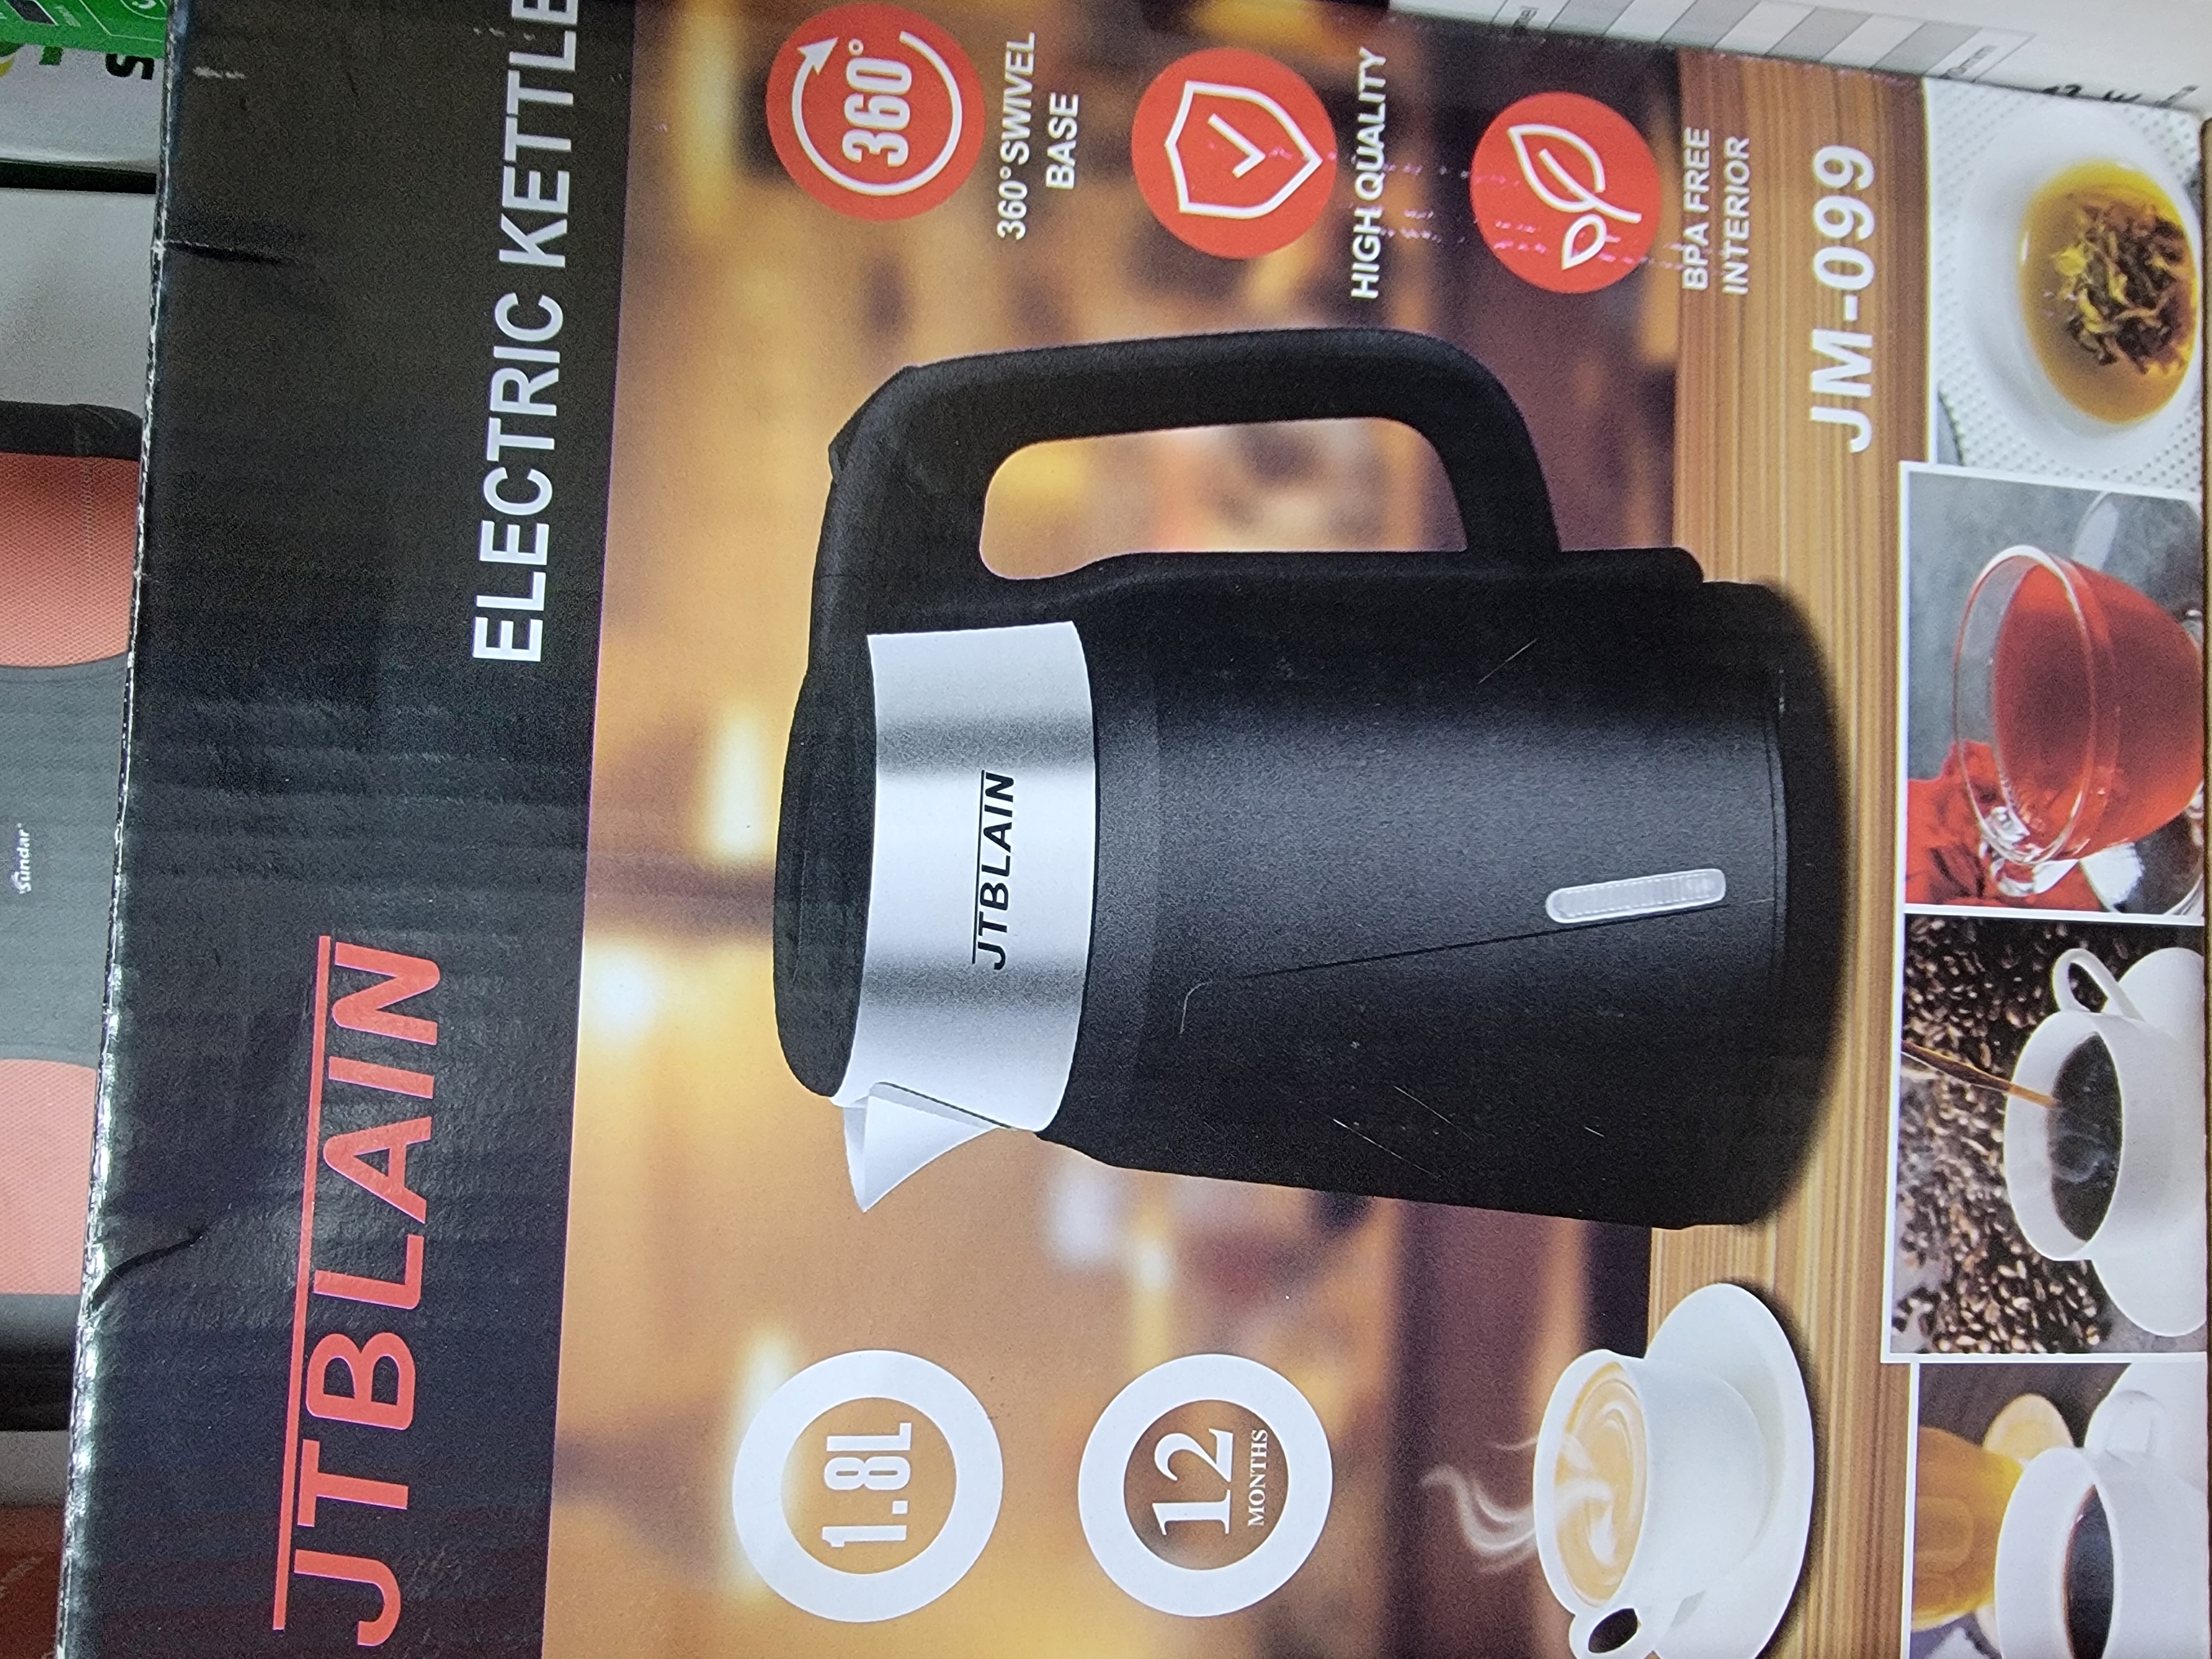 Sundar
JTBLAIN
ELECTRIC KETTLE
1.8L
360°
JTBLAIN
360° SWIVEL
BASE
12
MONTHS
HIGH QUALITY
BPA FREE
INTERIOR
JM-099